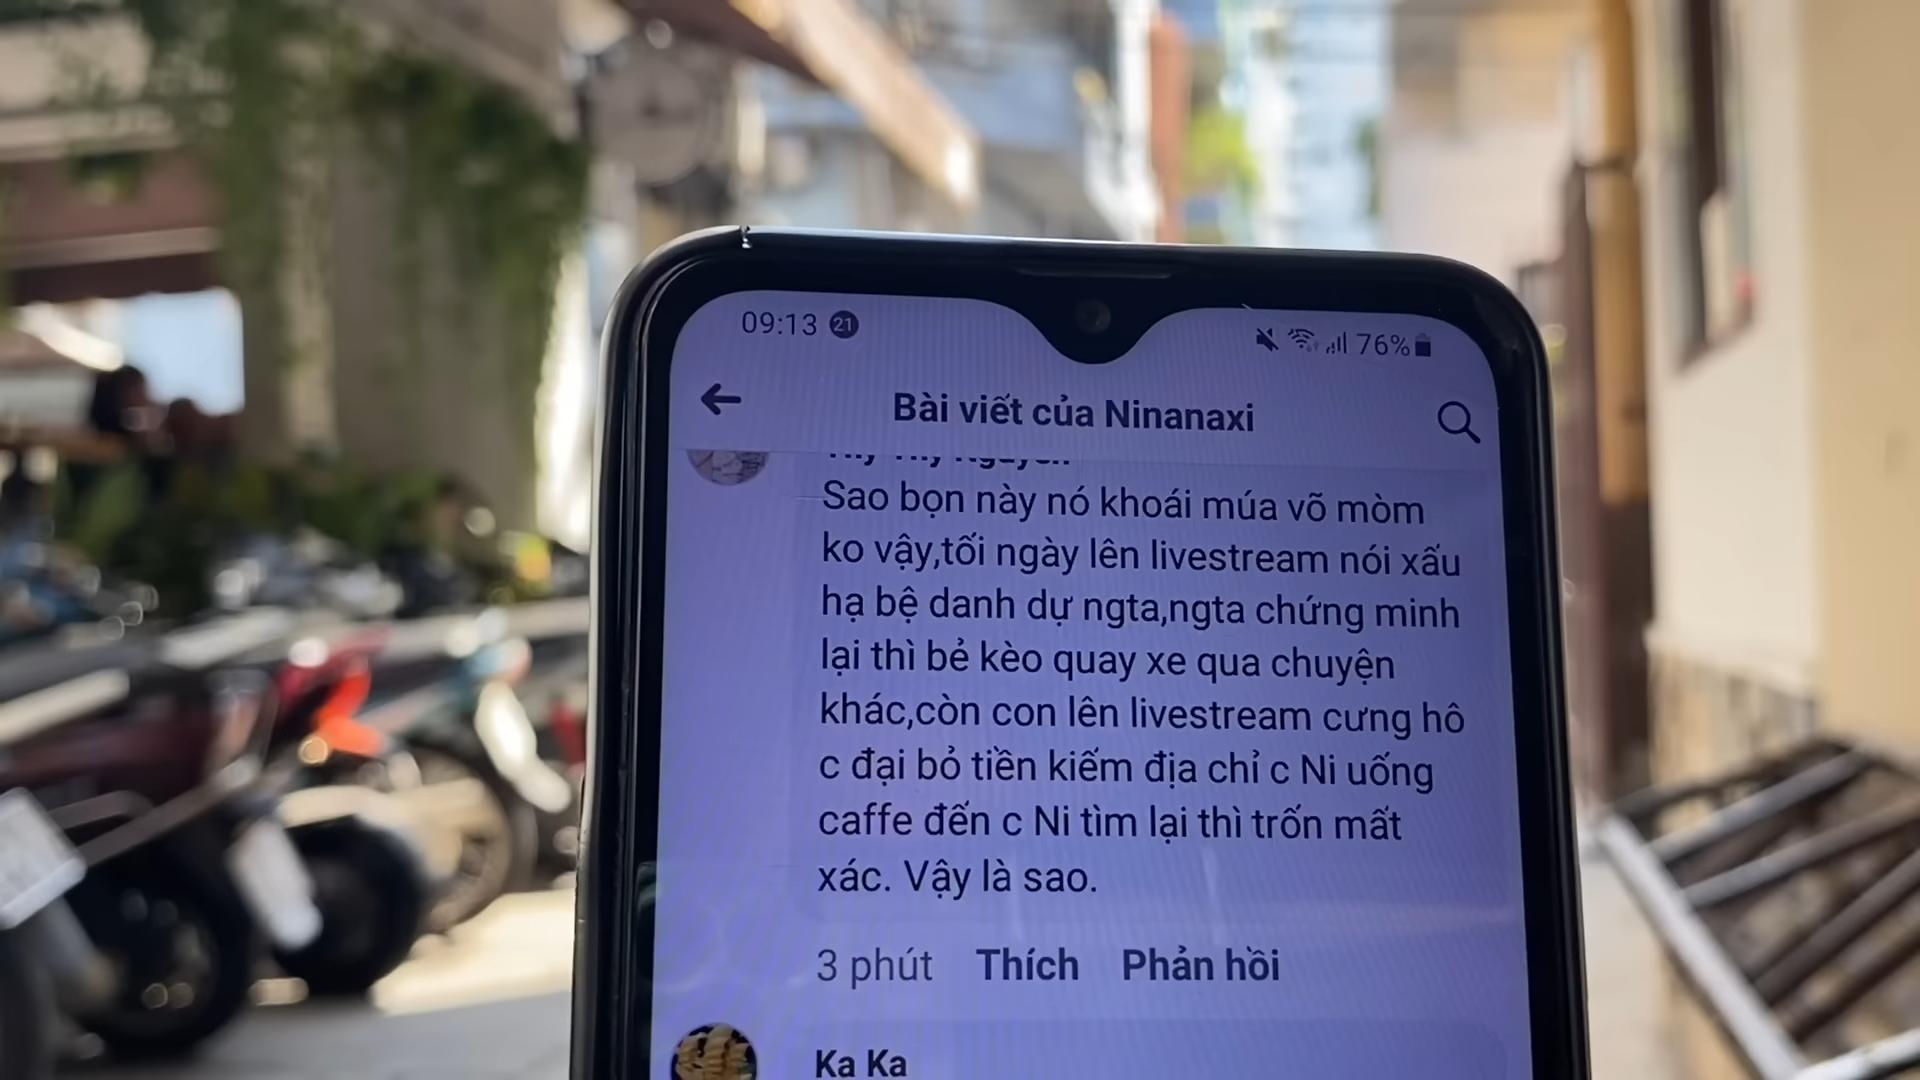 09:13 21
76%
Bài viết của Ninanaxi
Sao bọn này nó khoái múa võ mòm
ko vậy,tối ngày lên livestream nói xấu
hạ bệ danh dự ngta,ngta chứng minh
lại thì bẻ kèo quay xe qua chuyện
khác,còn con lên livestream cưng hô
c đại bỏ tiền kiếm địa chỉ c Ni uống
caffe đến c Ni tìm lại thì trốn mất
xác. Vậy là sao.
3 phút Thích Phản hồi
Ka Ka